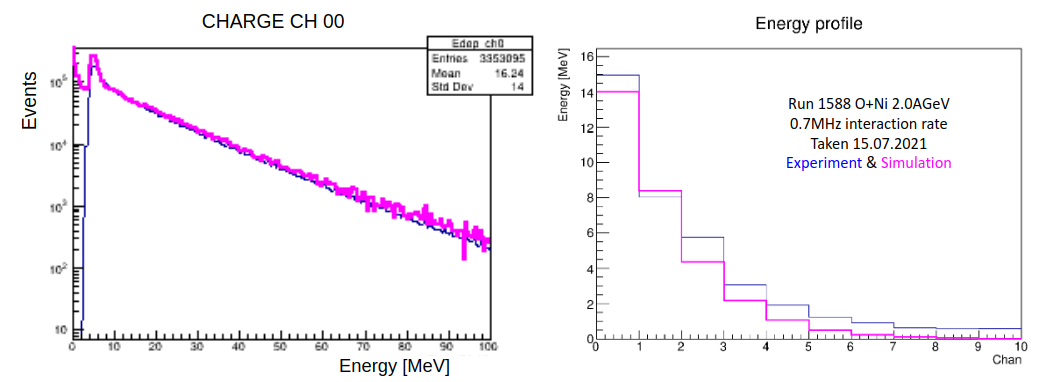 CHARGE CH 00
Edep ch0
Entries 3353095
Mean 16.24
Std Dev 14
Events
10⁵
10⁴
10³
10²
10
0 10 20 30 40 50 60 70 80 90 100
Energy [MeV]
Energy profile
Energy [MeV]
16
14
12
10
8
6
4
2
0
Run 1588 O+Ni 2.0AGeV
0.7MHz interaction rate
Taken 15.07.2021
Experiment & Simulation
0 1 2 3 4 5 6 7 8 9 10
Chan